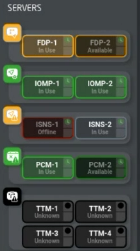 SERVERS
FDP-1 FDP-2
In Use Available
IOMP-1 IOMP-2
In Use In Use
ISNS-1 ISNS-2
Offline In Use
PCM-1 PCM-2
In Use Available
TTM-1 TTM-2
Unknown Unknown
TTM-3 TTM-4
Unknown Unknown